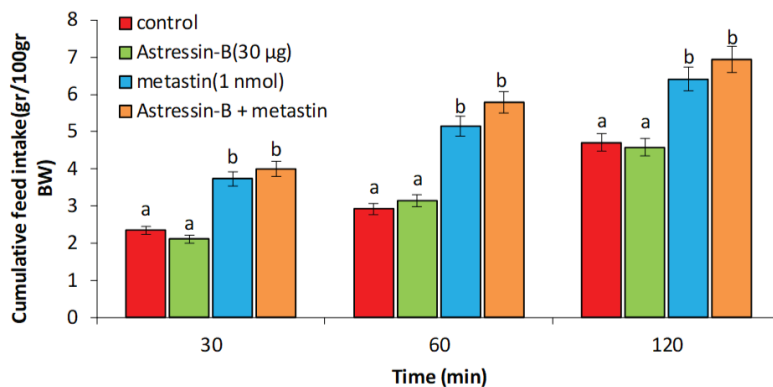 8
7
6
5
4
3
2
1
0
Cumulative feed intake(gr/100gr
BW)
control
Astressin-B(30 µg)
metastin(1 nmol)
Astressin-B + metastin
a
a
b
b
a
a
b
b
a
a
b
b
30
60
120
Time (min)